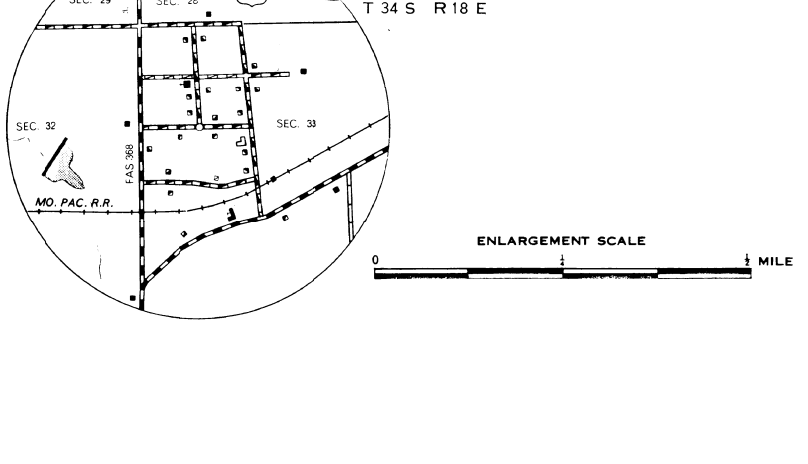 SEC. 29
SEC. 28
T 34 S R 18 E
SEC. 32
SEC. 33
FAS 368
MO. PAC. R.R.
ENLARGEMENT SCALE
0 1/4 1/2 MILE